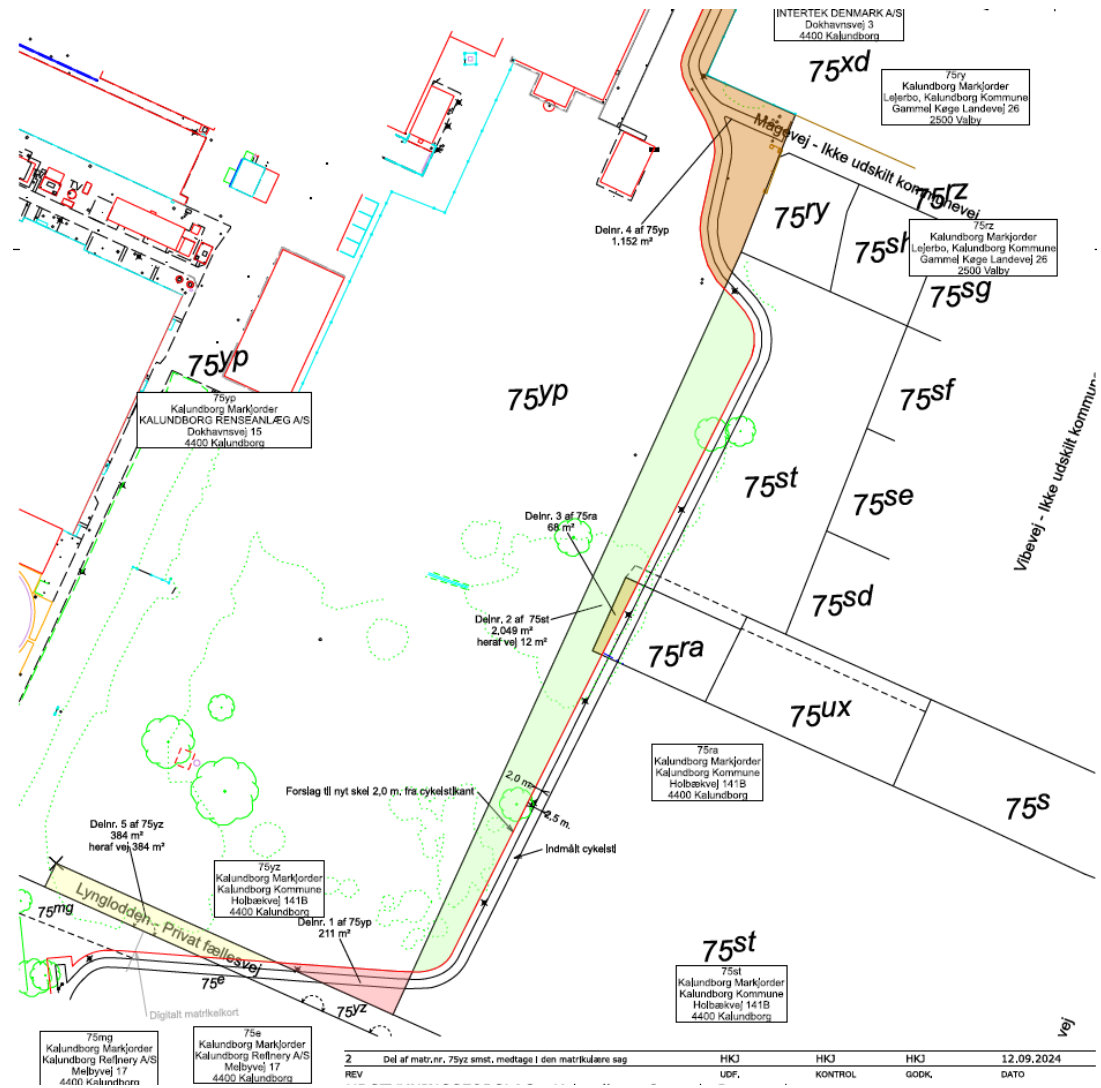 INTERTEK DENMARK A/S
Dokhavnsvej 3
4400 Kalundborg
75xd
75ry
Kalundborg Markjorder
Lejerbo, Kalundborg Kommune
Gammel Køge Landevej 26
2500 Valby
Mågevej - Ikke udskilt kommunevej
75rz
75ry
75sh
75rz
Kalundborg Markjorder
Lejerbo, Kalundborg Kommune
Gammel Køge Landevej 26
2500 Valby
Delnr. 4 af 75yp
1.152 m²
75sg
TV
75yp
75yp
Kalundborg Markjorder
KALUNDBORG RENSEANLÆG A/S
Dokhavnsvej 15
4400 Kalundborg
75yp
75sf
Vibevej - Ikke udskilt kommun
75st
75se
Delnr. 3 af 75ra
68 m²
75sd
Delnr. 2 af 75st
2.049 m²
heraf vej 12 m²
75ra
75ux
75ra
Kalundborg Markjorder
Kalundborg Kommune
Holbækvej 141B
4400 Kalundborg
75s
2,0 m.
Forslag til nyt skel 2,0 m. fra cykelstikant
2,5 m.
Indmålt cykelsti
Delnr. 5 af 75yz
384 m²
heraf vej 384 m²
75yz
Kalundborg Markjorder
Kalundborg Kommune
Holbækvej 141B
4400 Kalundborg
Lynglodden - Privat fællesvej
75mg
Delnr. 1 af 75yp
211 m²
75e
75yz
Digitalt matrikelkort
75st
75st
Kalundborg Markjorder
Kalundborg Kommune
Holbækvej 141B
4400 Kalundborg
vej
75mg
Kalundborg Markjorder
Kalundborg Refinery A/S
Melbyvej 17
4400 Kalundborg
75e
Kalundborg Markjorder
Kalundborg Refinery A/S
Melbyvej 17
4400 Kalundborg
2 Del af matr.nr. 75yz smst. medtage i den matrikulære sag HKJ HKJ HKJ 12.09.2024
REV UDF. KONTROL GODK. DATO